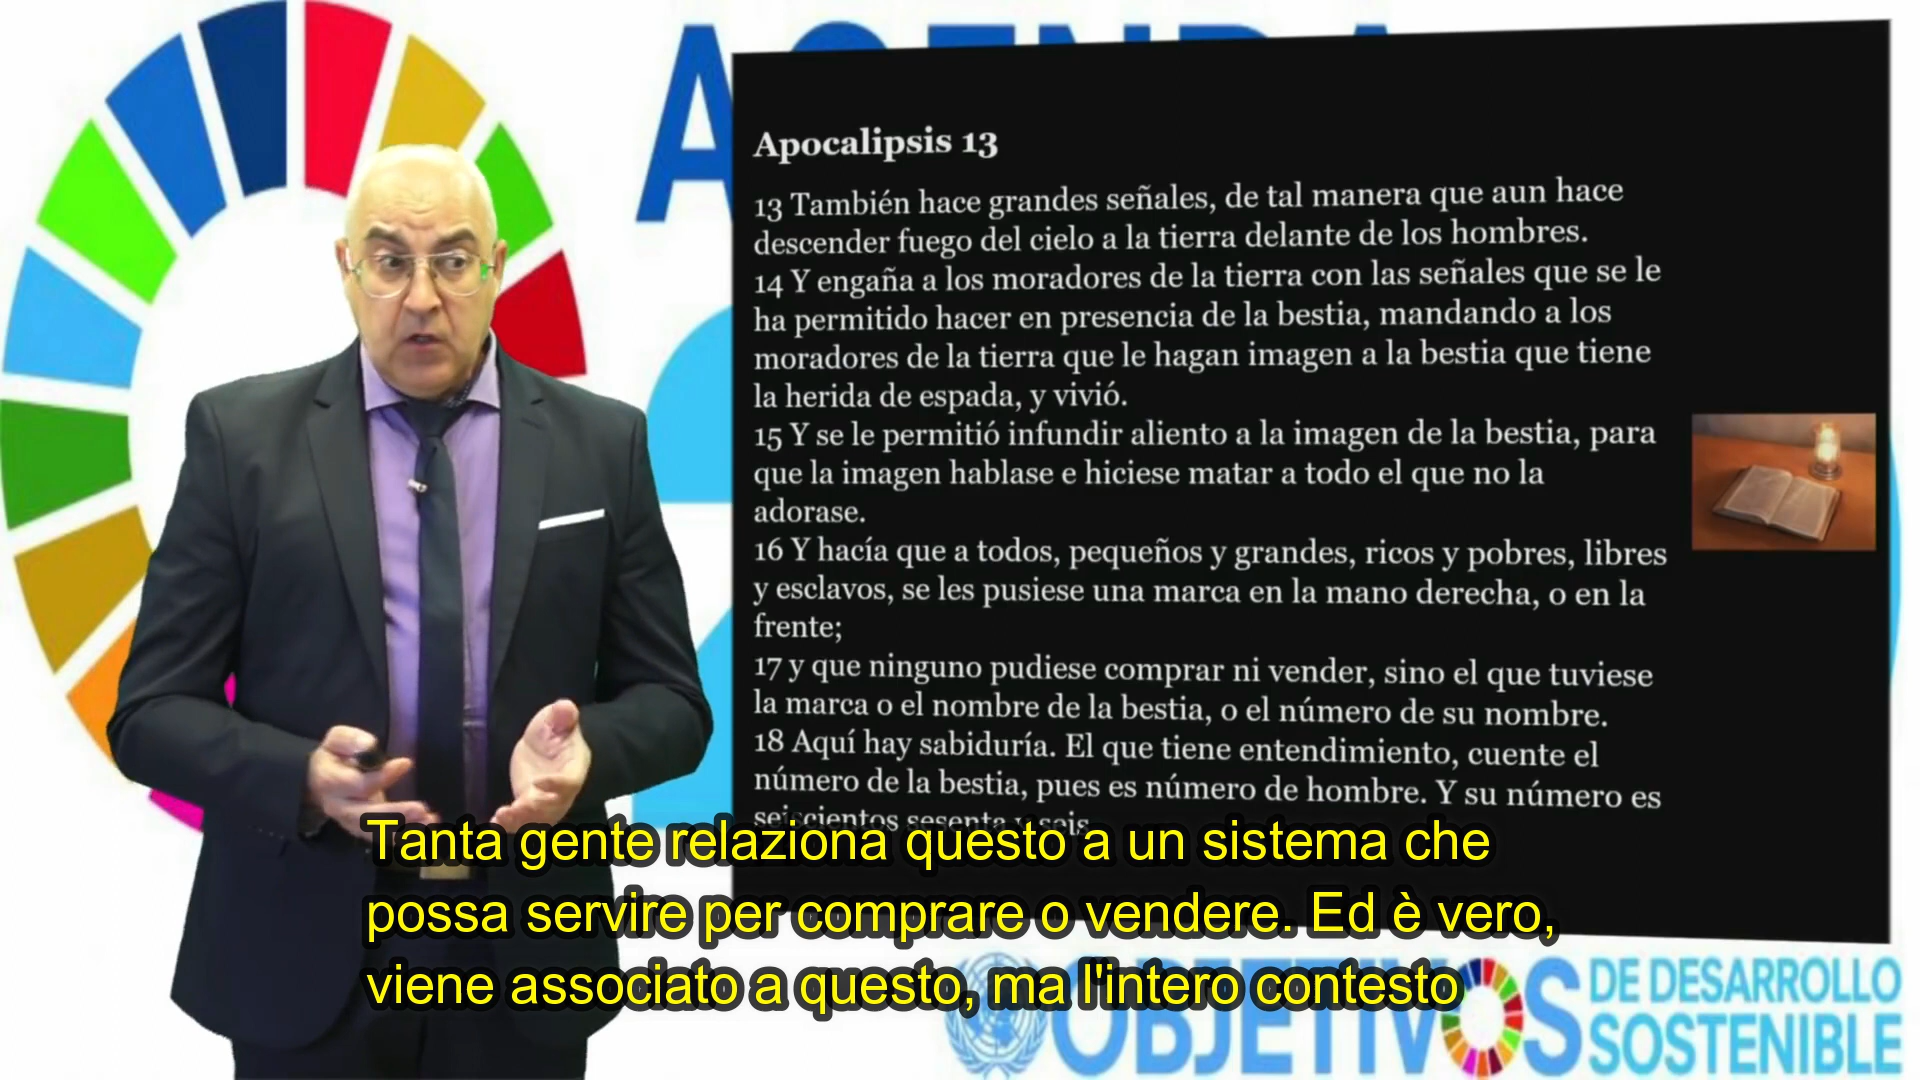 AGENDA
Apocalipsis 13
13 También hace grandes señales, de tal manera que aun hace
descender fuego del cielo a la tierra delante de los hombres.
14 Y engaña a los moradores de la tierra con las señales que se le
ha permitido hacer en presencia de la bestia, mandando a los
moradores de la tierra que le hagan imagen a la bestia que tiene
la herida de espada, y vivió.
15 Y se le permitió infundir aliento a la imagen de la bestia, para
que la imagen hablase e hiciese matar a todo el que no la
adorase.
16 Y hacía que a todos, pequeños y grandes, ricos y pobres, libres
y esclavos, se les pusiese una marca en la mano derecha, o en la
frente;
17 y que ninguno pudiese comprar ni vender, sino el que tuviese
la marca o el nombre de la bestia, o el número de su nombre.
18 Aquí hay sabiduría. El que tiene entendimiento, cuente el
número de la bestia, pues es número de hombre. Y su número es
seiscientos sesenta y seis.
Tanta gente relaziona questo a un sistema che
possa servire per comprare o vendere. Ed è vero,
viene associato a questo, ma l'intero contesto
OBJETIVOS DE DESARROLLO
SOSTENIBLE